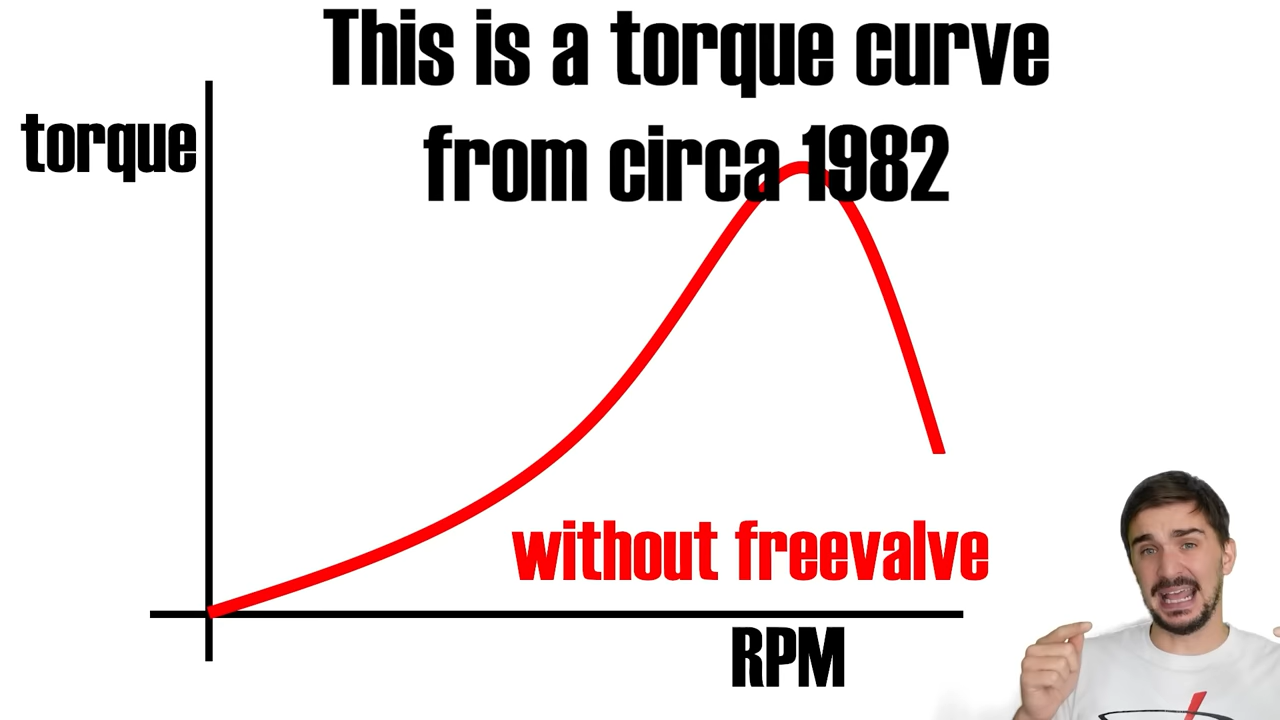 This is a torque curve
from circa 1982
torque
without freevalve
RPM